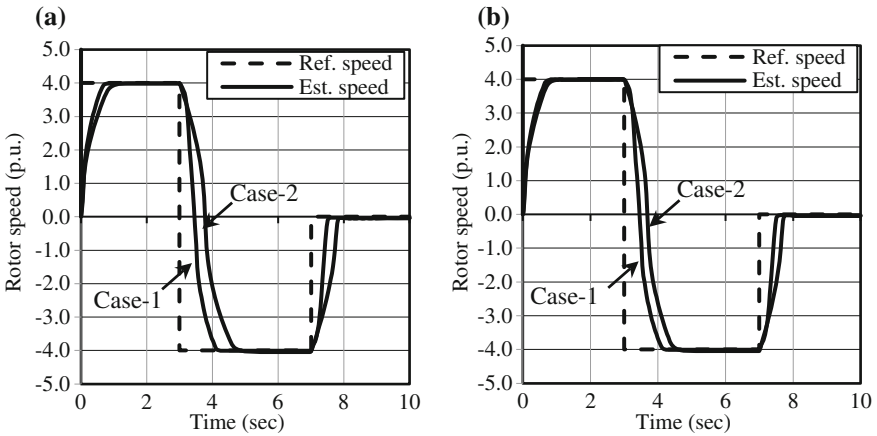 (a)
5.0
4.0
3.0
2.0
1.0
0.0
-1.0
-2.0
-3.0
-4.0
-5.0
Rotor speed (p.u.)
Ref. speed
Est. speed
Case-2
Case-1
0
2
4
6
8
10
Time (sec)
(b)
5.0
4.0
3.0
2.0
1.0
0.0
-1.0
-2.0
-3.0
-4.0
-5.0
Rotor speed (p.u.)
Ref. speed
Est. speed
Case-2
Case-1
0
2
4
6
8
10
Time (sec)